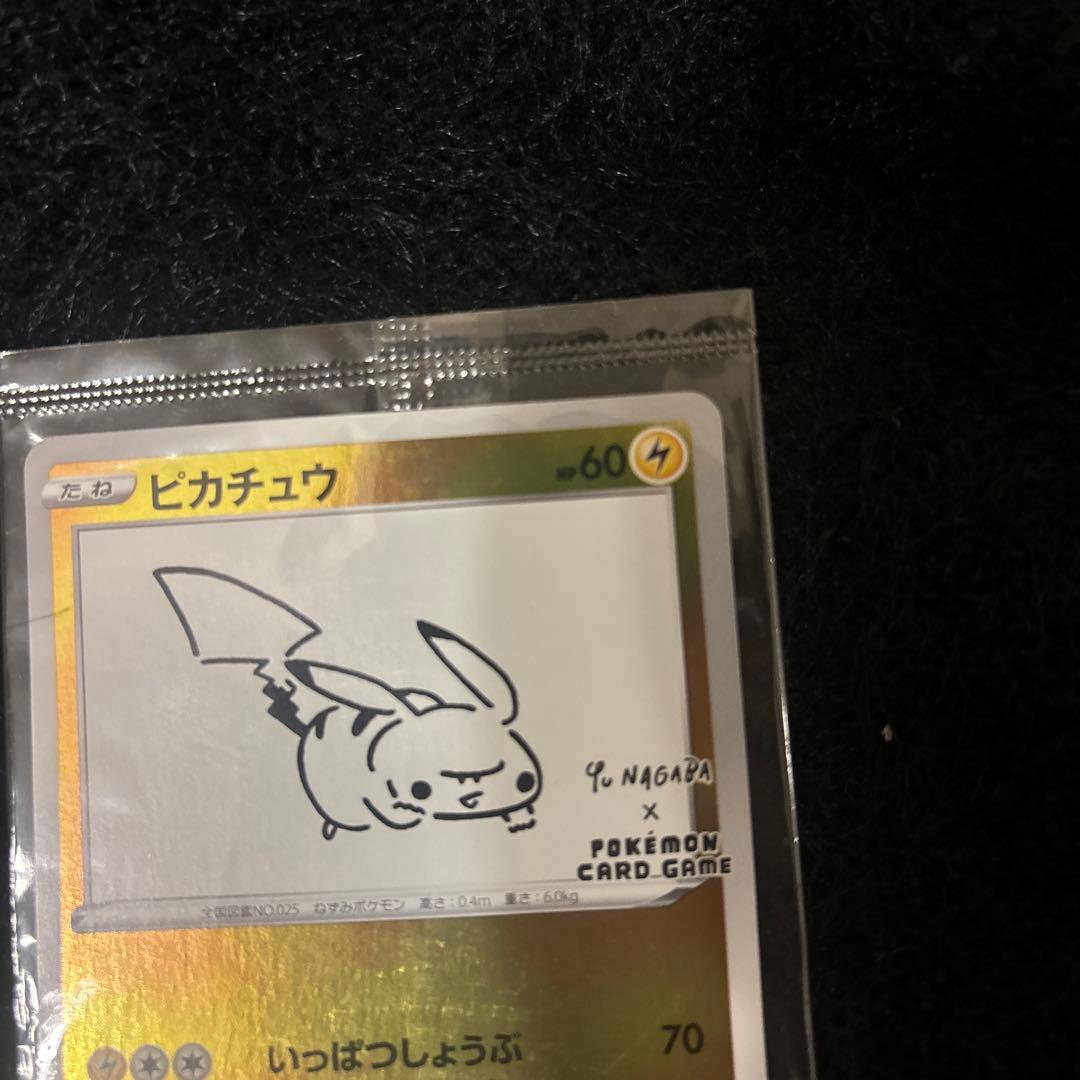 たね ピカチュウ HP60
Yu NAGABA
X
POKÉMON
CARD GAME
全国図鑑NO.025 ねずみポケモン 高さ:0.4m 重さ:6.0kg
いっぱつしょうぶ 70